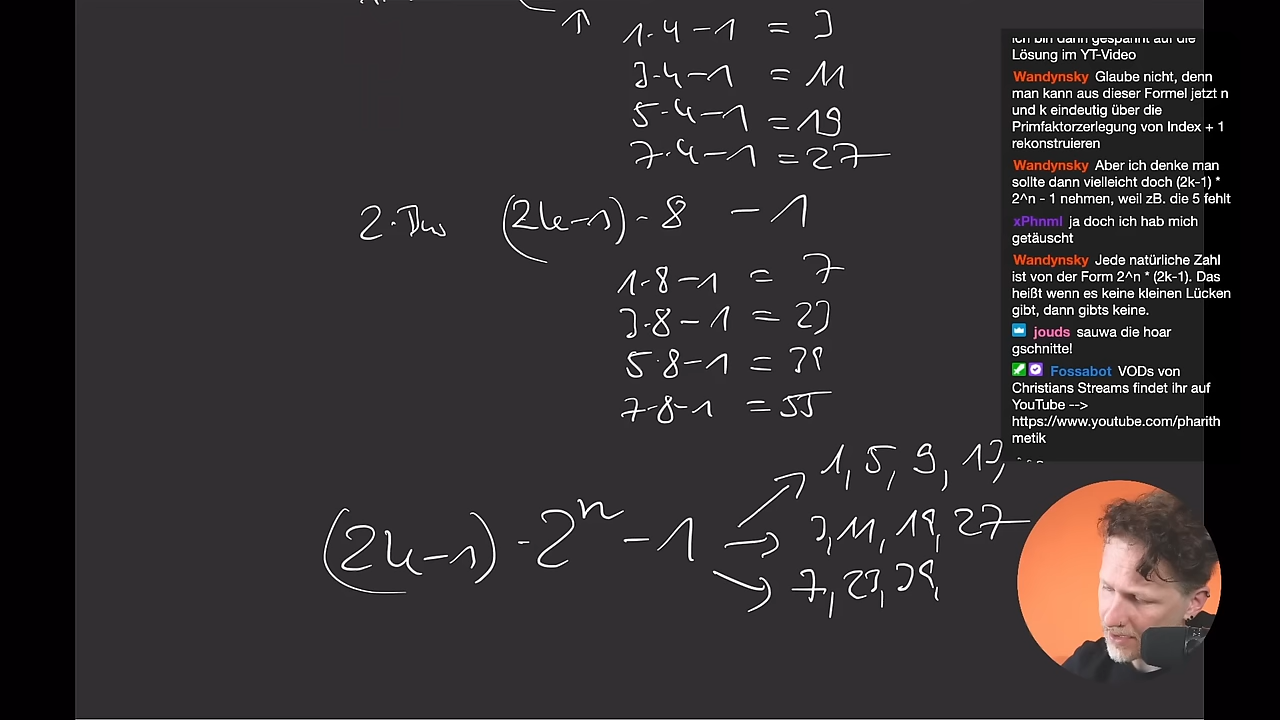 1·4-1 = 3
3·4-1 = 11
5·4-1 = 19
7·4-1 = 27
2. Bus (2k-1)·8 -1
1·8-1 = 7
3·8-1 = 23
5·8-1 = 39
7·8-1 = 55
(2k-1)·2^n-1
1, 5, 9, 13, ...
3, 11, 19, 27
7, 23, 39,
ich bin dann gespannt auf die
Lösung im YT-Video
Wandynsky Glaube nicht, denn
man kann aus dieser Formel jetzt n
und k eindeutig über die
Primfaktorzerlegung von Index + 1
rekonstruieren
Wandynsky Aber ich denke man
sollte dann vielleicht doch (2k-1) *
2^n - 1 nehmen, weil zB. die 5 fehlt
xPhnml ja doch ich hab mich
getäuscht
Wandynsky Jede natürliche Zahl
ist von der Form 2^n * (2k-1). Das
heißt wenn es keine kleinen Lücken
gibt, dann gibts keine.
jouds sauwa die hoar
gschnitte!
Fossabot VODs von
Christians Streams findet ihr auf
YouTube -->
https://www.youtube.com/pharith
metik